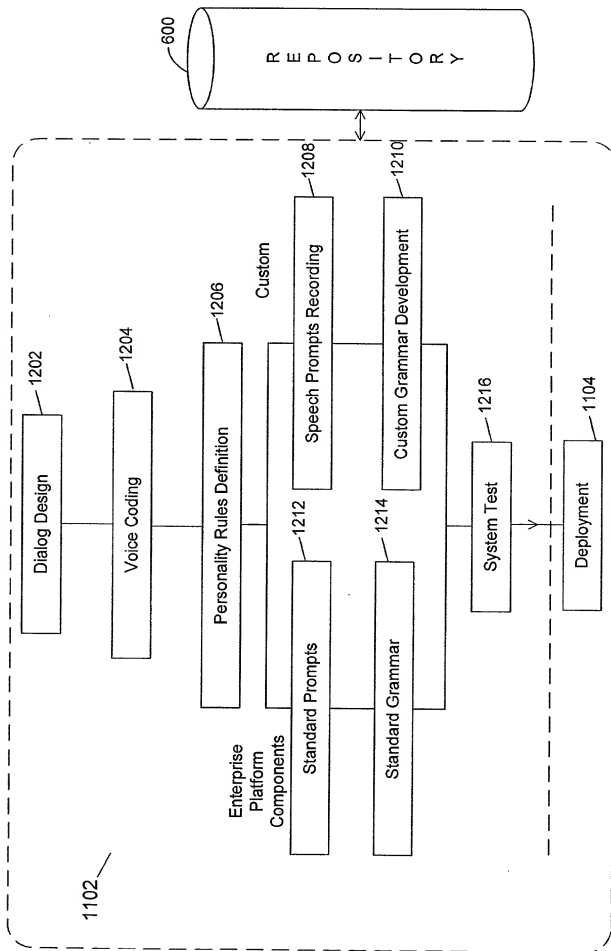 1202
Dialog Design
1204
Voice Coding
1206
Personality Rules Definition
Enterprise
Platform
Components
Custom
1212
Standard Prompts
1208
Speech Prompts Recording
1214
Standard Grammar
1210
Custom Grammar Development
1216
System Test
1104
Deployment
1102
600
REPOSITORY